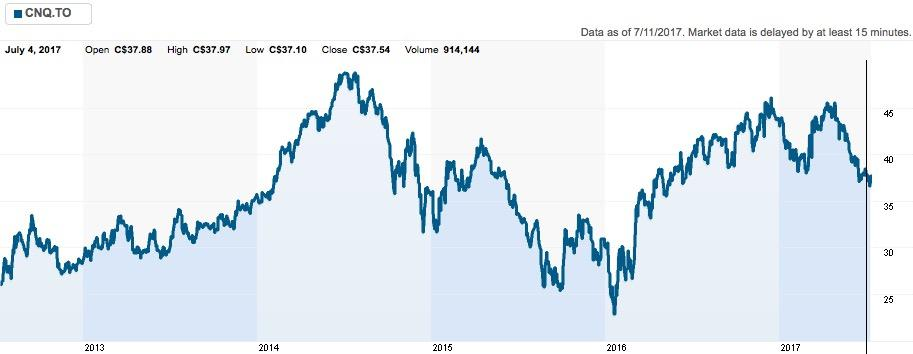 CNQ.TO
Data as of 7/11/2017. Market data is delayed by at least 15 minutes.
July 4, 2017 Open C$37.88 High C$37.97 Low C$37.10 Close C$37.54 Volume 914,144
45
40
35
30
25
2013 2014 2015 2016 2017